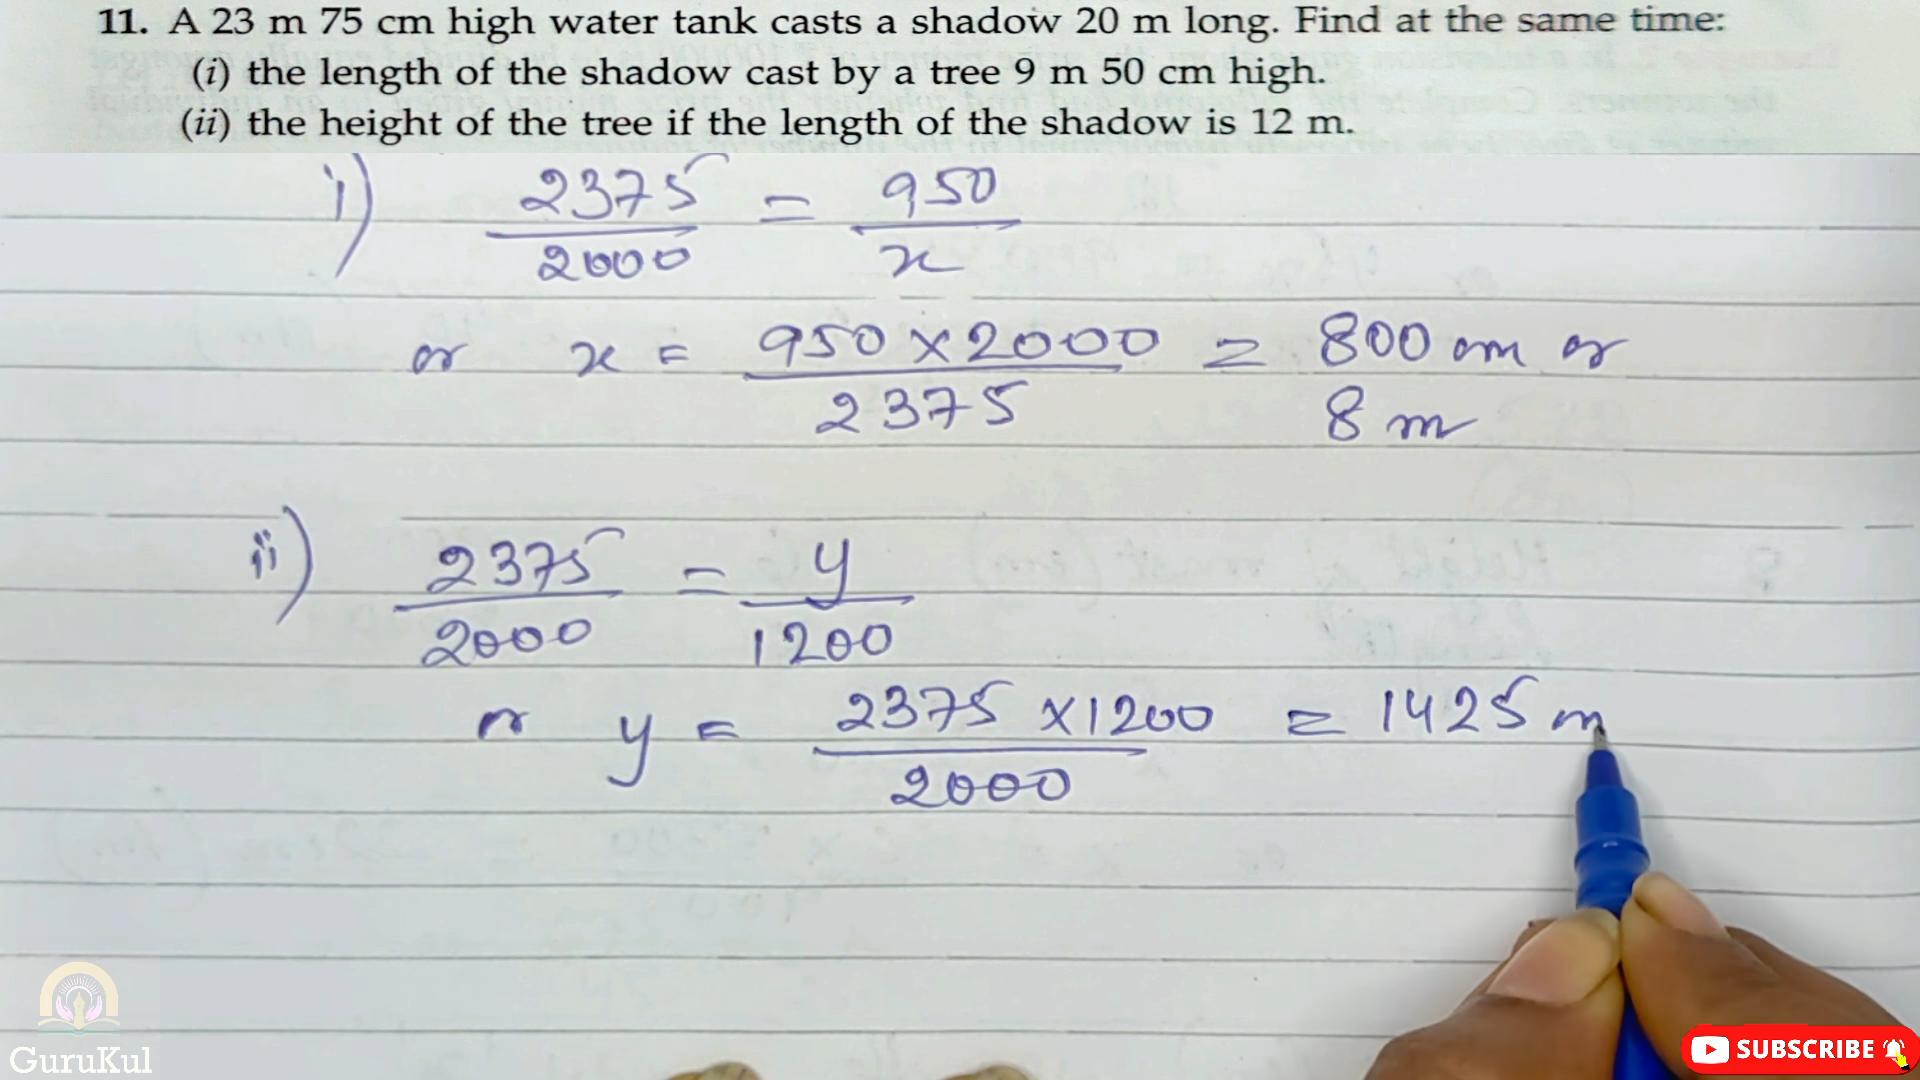 11. A 23 m 75 cm high water tank casts a shadow 20 m long. Find at the same time:
(i) the length of the shadow cast by a tree 9 m 50 cm high.
(ii) the height of the tree if the length of the shadow is 12 m.
i) 2375/2000 = 950/x
or x = 950 × 2000/2375 = 800 cm or
8 m
ii) 2375/2000 = y/1200
or y = 2375 × 1200/2000 = 1425 m
GuruKul
SUBSCRIBE